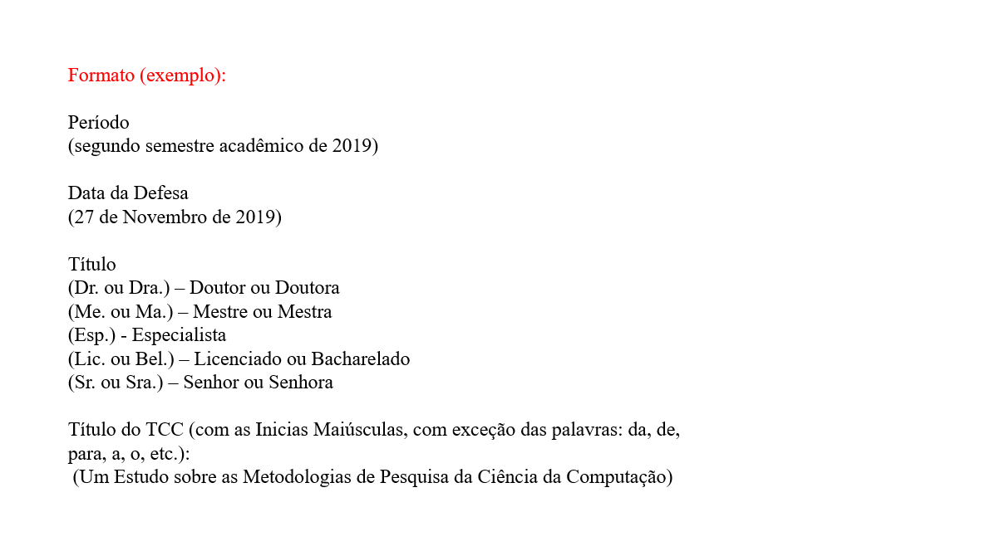 Formato (exemplo):
Período
(segundo semestre acadêmico de 2019)
Data da Defesa
(27 de Novembro de 2019)
Título
(Dr. ou Dra.) – Doutor ou Doutora
(Me. ou Ma.) – Mestre ou Mestra
(Esp.) - Especialista
(Lic. ou Bel.) – Licenciado ou Bacharelado
(Sr. ou Sra.) – Senhor ou Senhora
Título do TCC (com as Inicias Maiúsculas, com exceção das palavras: da, de,
para, a, o, etc.):
(Um Estudo sobre as Metodologias de Pesquisa da Ciência da Computação)